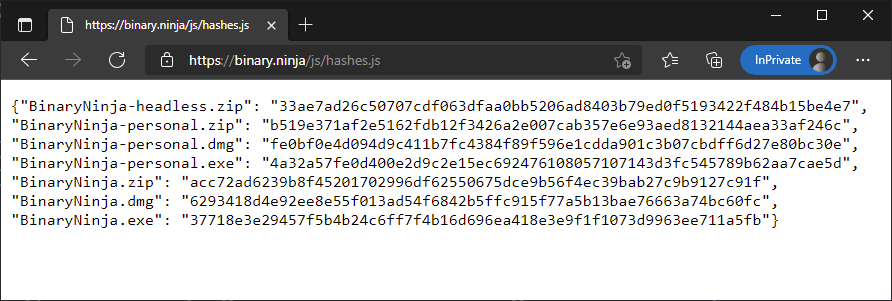 https://binary.ninja/js/hashes.js
https://binary.ninja/js/hashes.js
InPrivate
{"BinaryNinja-headless.zip": "33ae7ad26c50707cdf063dfaa0bb5206ad8403b79ed0f5193422f484b15be4e7",
"BinaryNinja-personal.zip": "b519e371af2e5162fdb12f3426a2e007cab357e6e93aed8132144aea33af246c",
"BinaryNinja-personal.dmg": "fe0bf0e4d094d9c411b7fc4384f89f596e1cdda901c3b07cbdff6d27e80bc30e",
"BinaryNinja-personal.exe": "4a32a57fe0d400e2d9c2e15ec692476108057107143d3fc545789b62aa7cae5d",
"BinaryNinja.zip": "acc72ad6239b8f45201702996df62550675dce9b56f4ec39bab27c9b9127c91f",
"BinaryNinja.dmg": "6293418d4e92ee8e55f013ad54f6842b5ffc915f77a5b13bae76663a74bc60fc",
"BinaryNinja.exe": "37718e3e29457f5b4b24c6ff7f4b16d696ea418e3e9f1f1073d9963ee711a5fb"}